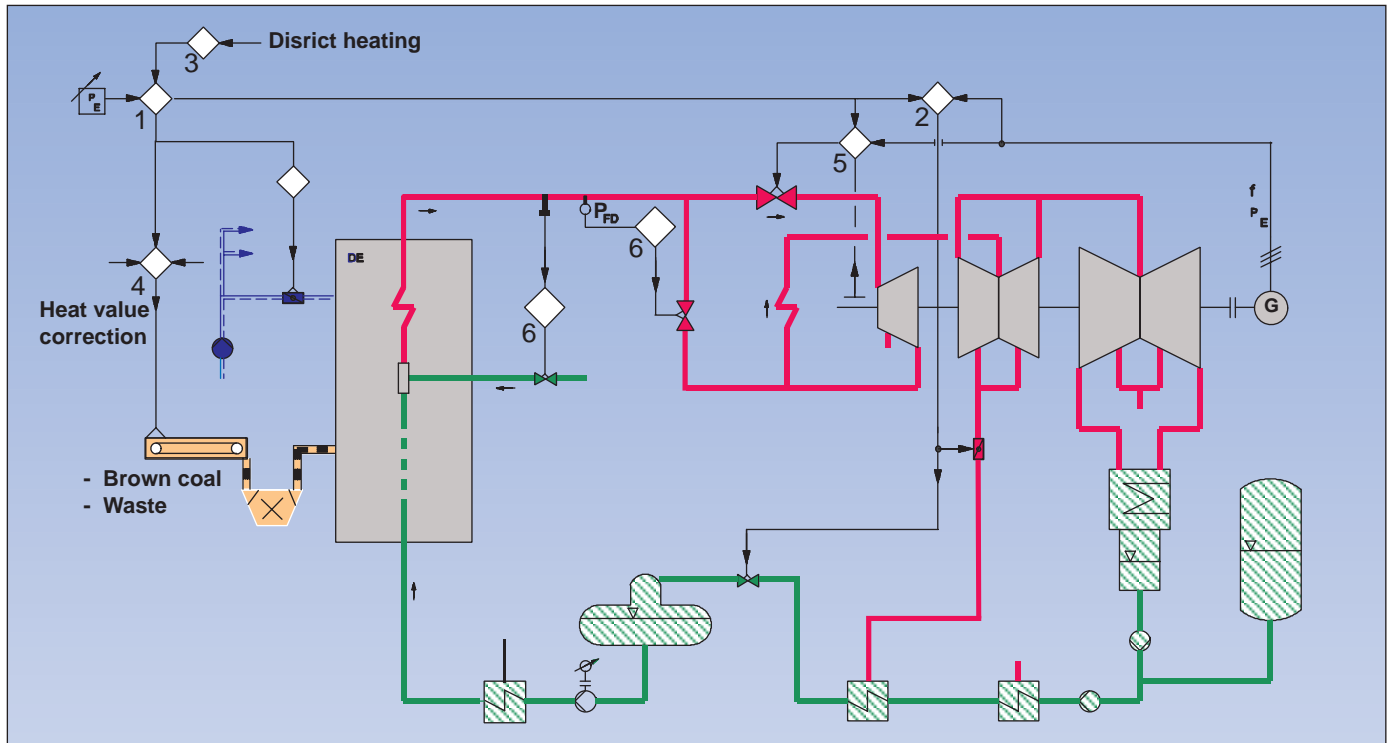 Disrict heating
3
P
E
1
2
5
f
P
E
P FD
6
DE
4
Heat value
correction
6
G
- Brown coal
- Waste